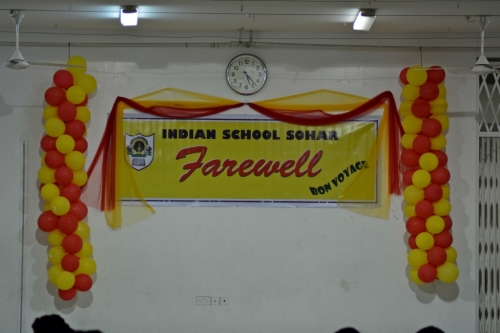 INDIAN SCHOOL SOHAR
Farewell
BON VOYAGE